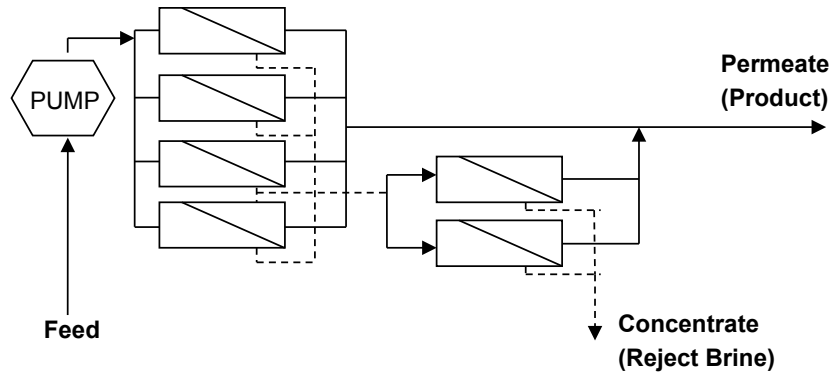 PUMP
Permeate
(Product)
Feed
Concentrate
(Reject Brine)